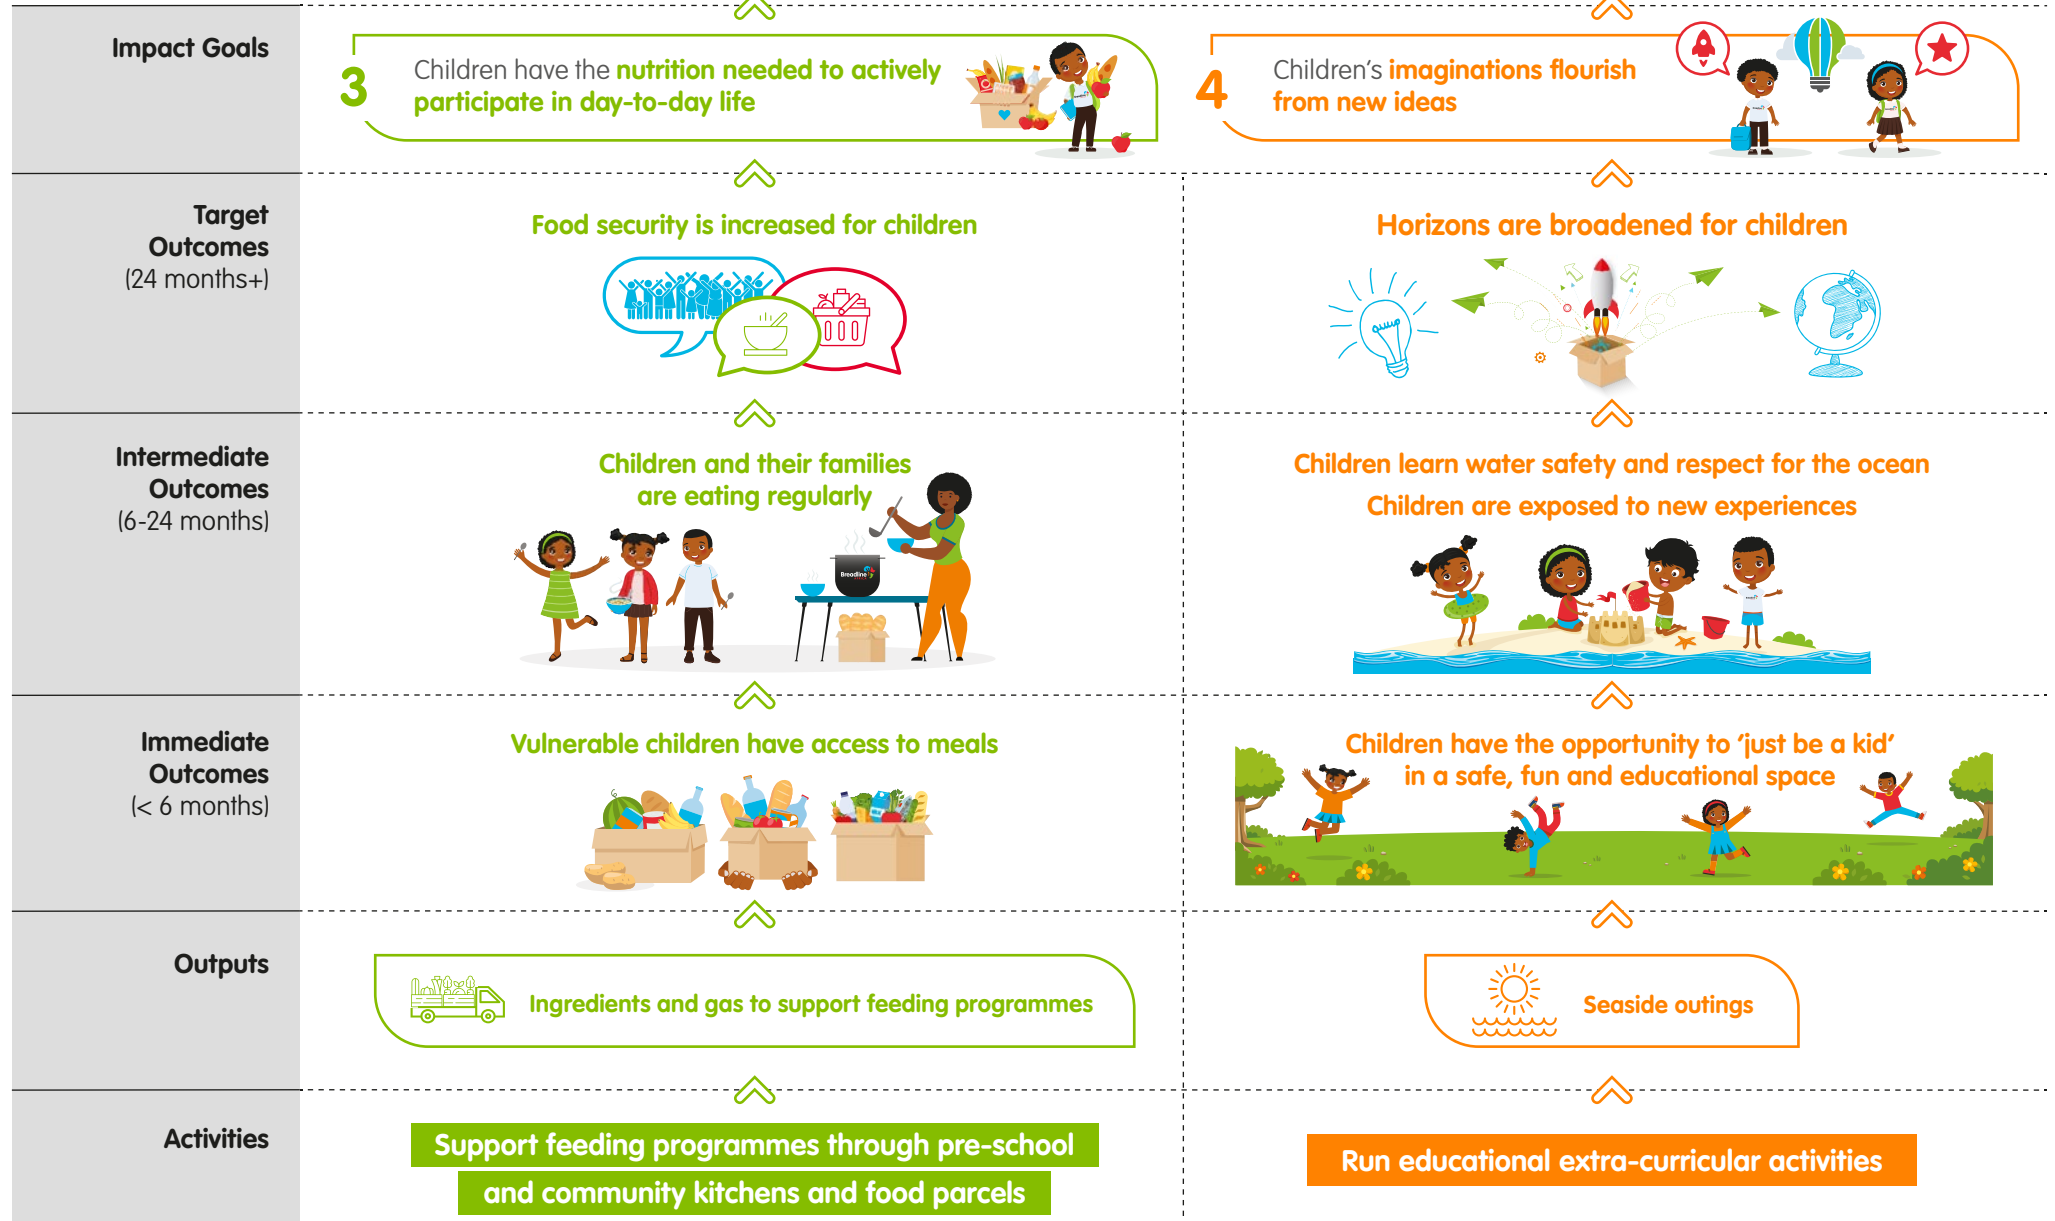 Impact Goals
3
Children have the nutrition needed to actively
participate in day-to-day life
4
Children's imaginations flourish
from new ideas
Target
Outcomes
(24 months+)
Food security is increased for children
Horizons are broadened for children
Intermediate
Outcomes
(6-24 months)
Children and their families
are eating regularly
Breadline
Children learn water safety and respect for the ocean
Children are exposed to new experiences
Immediate
Outcomes
(< 6 months)
Vulnerable children have access to meals
Children have the opportunity to ‘just be a kid’
in a safe, fun and educational space
Outputs
Ingredients and gas to support feeding programmes
Seaside outings
Activities
Support feeding programmes through pre-school
and community kitchens and food parcels
Run educational extra-curricular activities